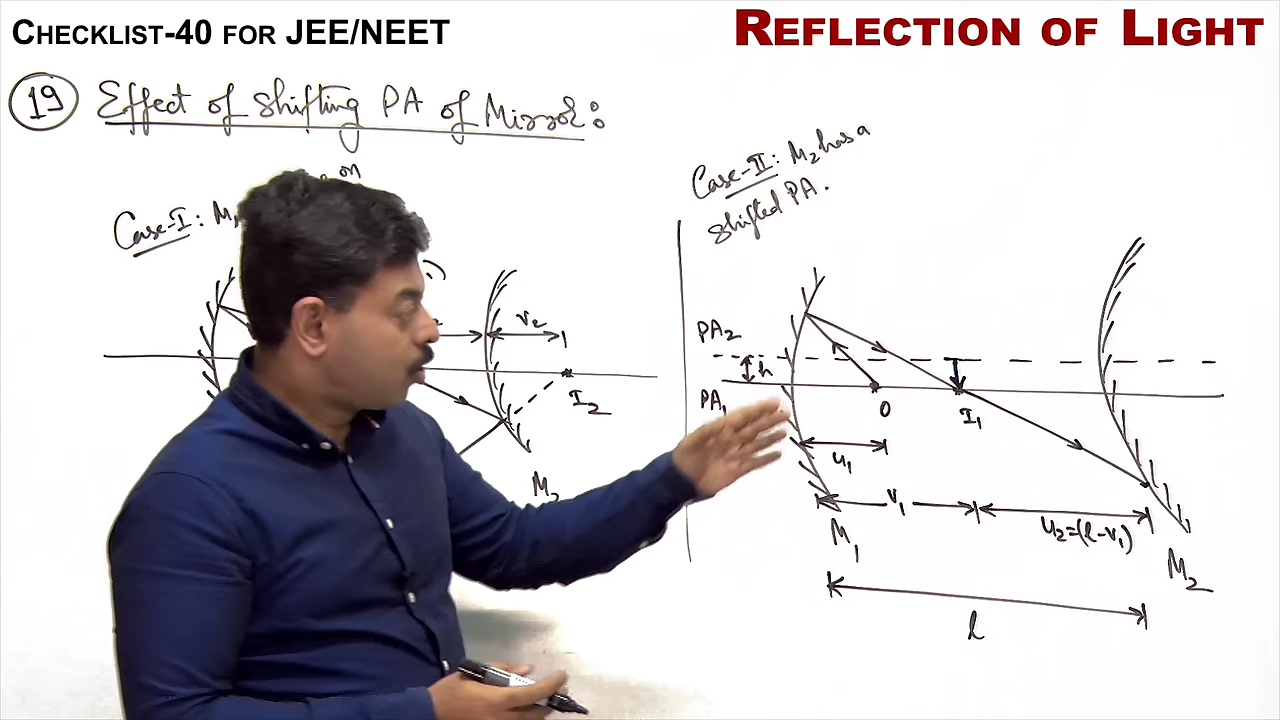 CHECKLIST-40 FOR JEE/NEET
REFLECTION OF LIGHT
19 Effect of shifting PA of Mirror:
on
Case-I: M
v₂
I₂
M₂
Case-II: M₂ has a
shifted PA.
PA₂
h
PA₁
O
I₁
u₁
v₁
u₂=(l-v₁)
M₁
M₂
l